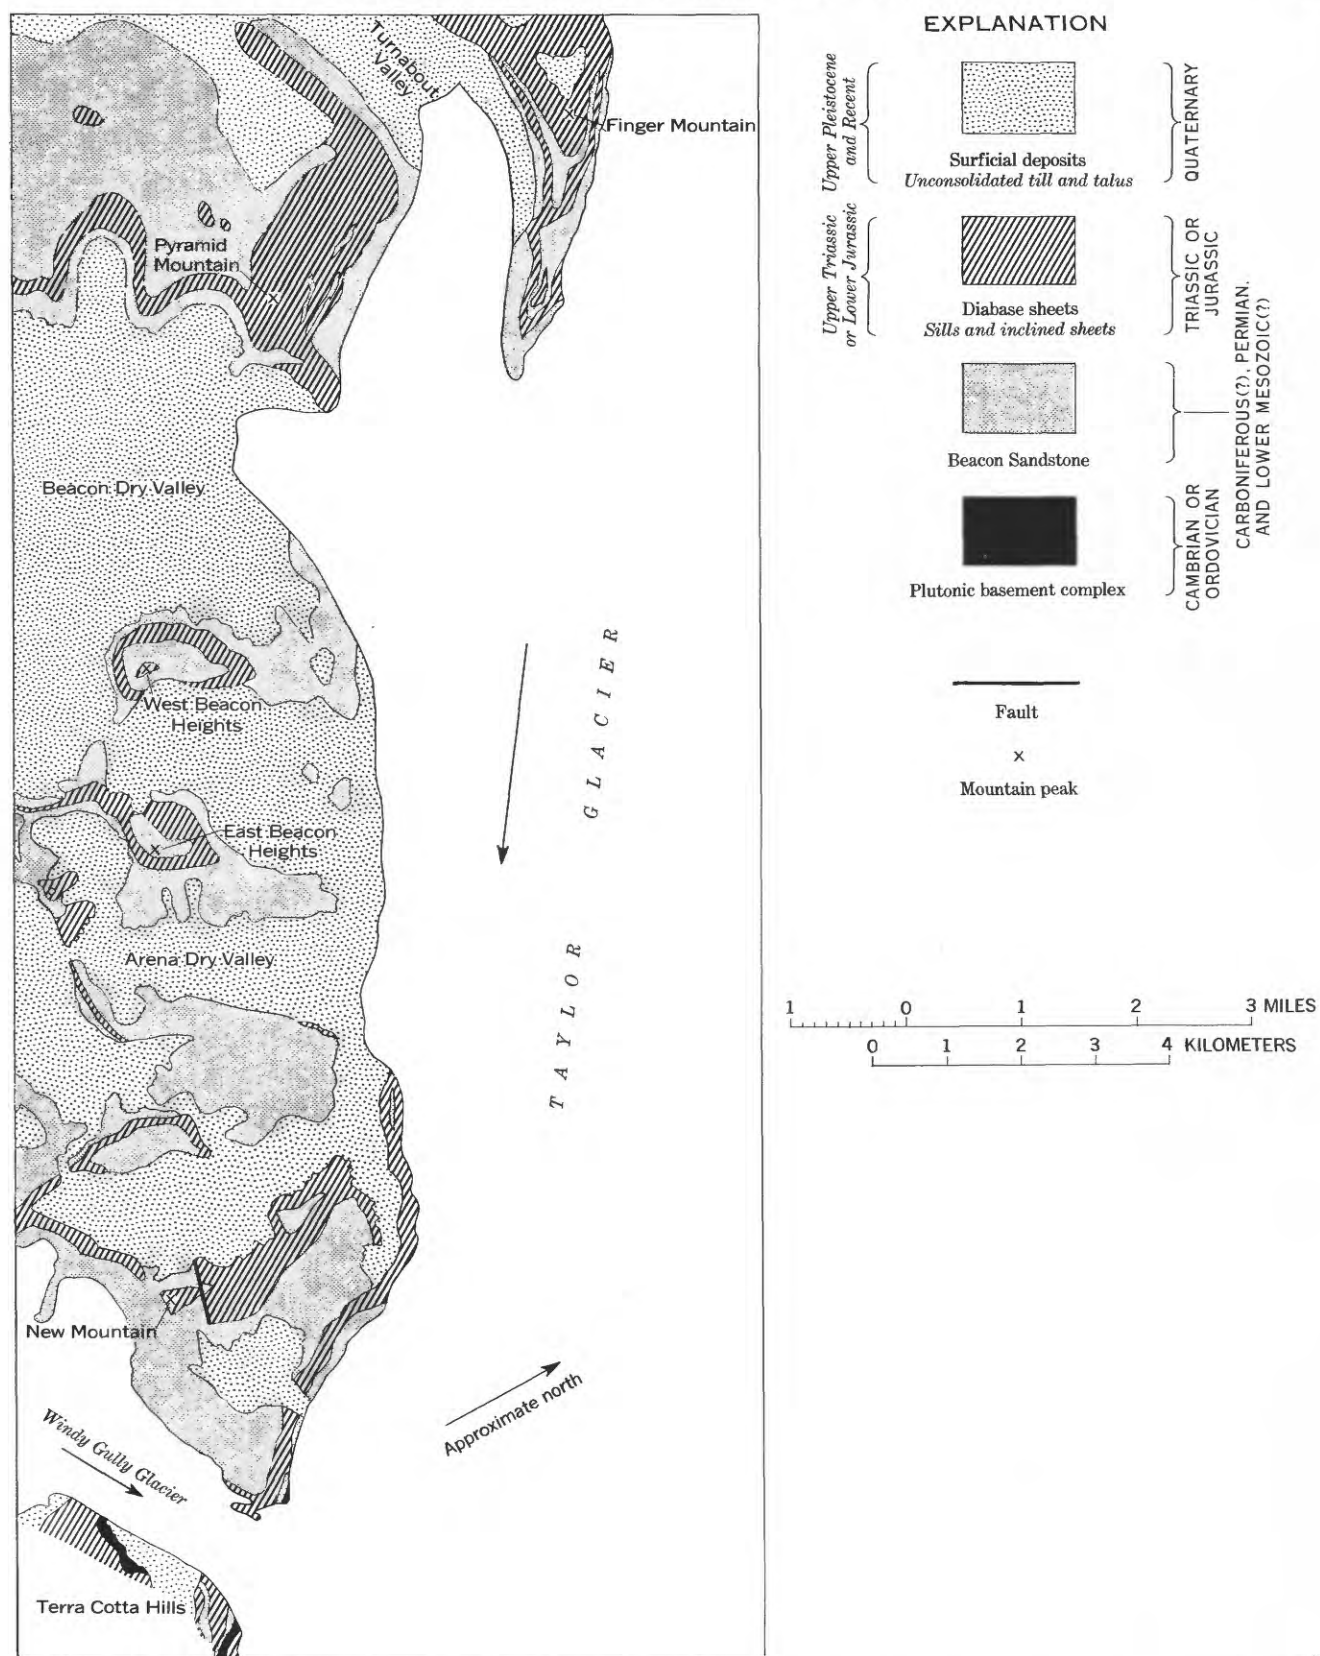 Turnabout
Valley
Finger Mountain
Pyramid
Mountain
Beacon Dry Valley
West Beacon
Heights
East Beacon
Heights
Arena Dry Valley
TAYLOR GLACIER
New Mountain
Approximate north
Windy Gully Glacier
Terra Cotta Hills
EXPLANATION
Upper Pleistocene
and Recent
Surficial deposits
Unconsolidated till and talus
QUATERNARY
Upper Triassic
or Lower Jurassic
Diabase sheets
Sills and inclined sheets
TRIASSIC OR
JURASSIC
Beacon Sandstone
CARBONIFEROUS(?), PERMIAN,
AND LOWER MESOZOIC(?)
Plutonic basement complex
CAMBRIAN OR
ORDOVICIAN
Fault
x
Mountain peak
1 0 1 2 3 MILES
0 1 2 3 4 KILOMETERS